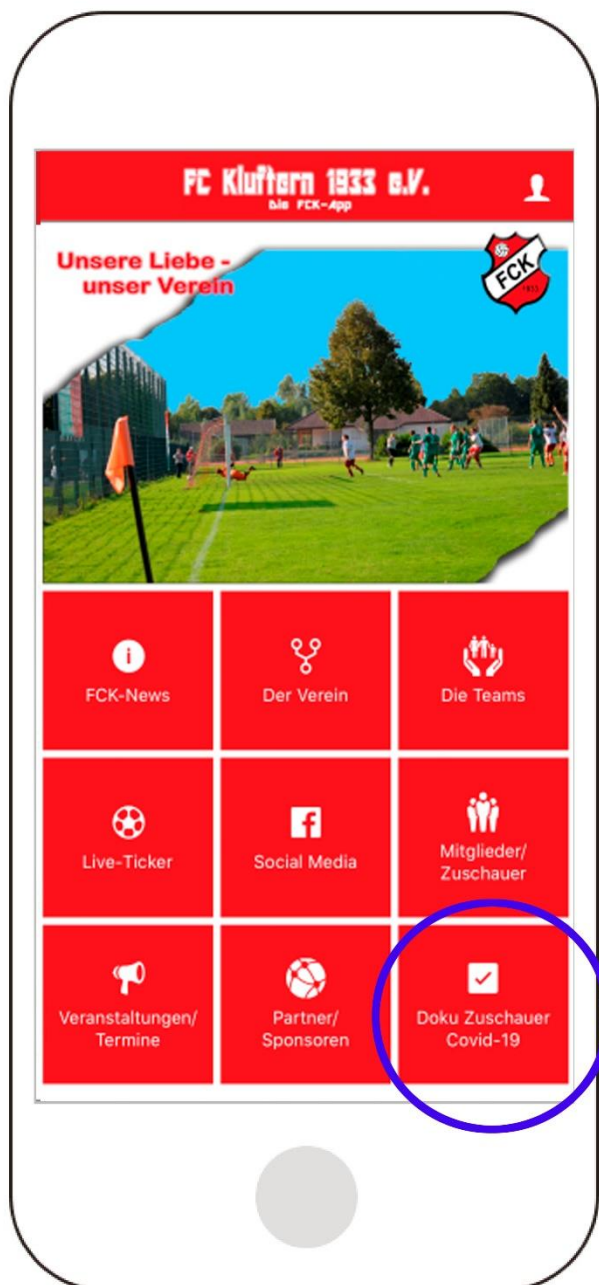 FC Kluftern 1933 e.V.
Die FCK-App
Unsere Liebe -
unser Verein
FCK
1933
FCK-News
Der Verein
Die Teams
Live-Ticker
Social Media
Mitglieder/
Zuschauer
Veranstaltungen/
Termine
Partner/
Sponsoren
Doku Zuschauer
Covid-19